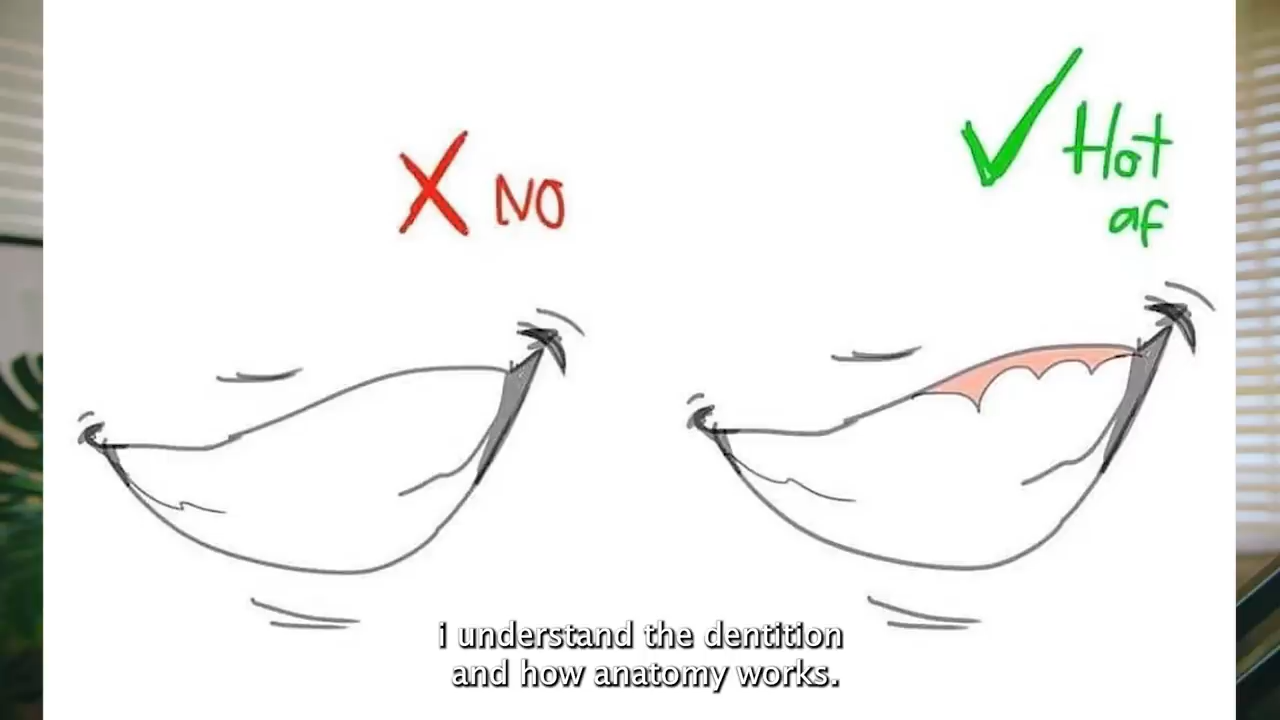 X NO
✓ Hot
af
i understand the dentition
and how anatomy works.